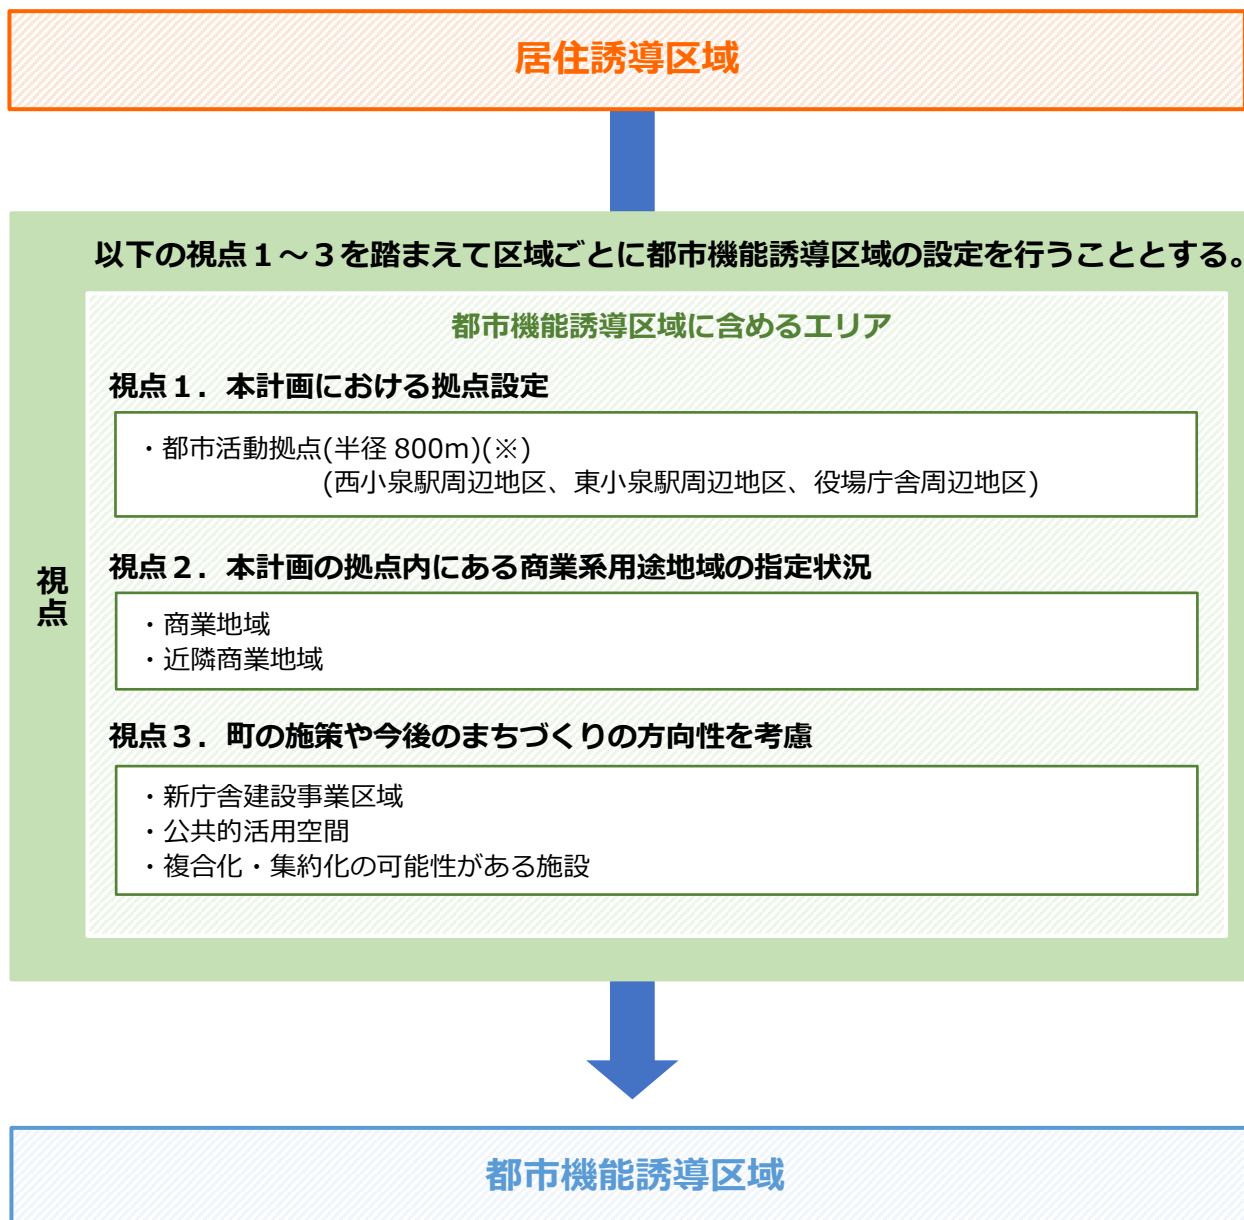 居住誘導区域
以下の視点１～３を踏まえて区域ごとに都市機能誘導区域の設定を行うこととする。
都市機能誘導区域に含めるエリア
視点
視点１．本計画における拠点設定
・都市活動拠点(半径 800m)(※)
(西小泉駅周辺地区、東小泉駅周辺地区、役場庁舎周辺地区)
視点２．本計画の拠点内にある商業系用途地域の指定状況
・商業地域
・近隣商業地域
視点３．町の施策や今後のまちづくりの方向性を考慮
・新庁舎建設事業区域
・公共的活用空間
・複合化・集約化の可能性がある施設
都市機能誘導区域